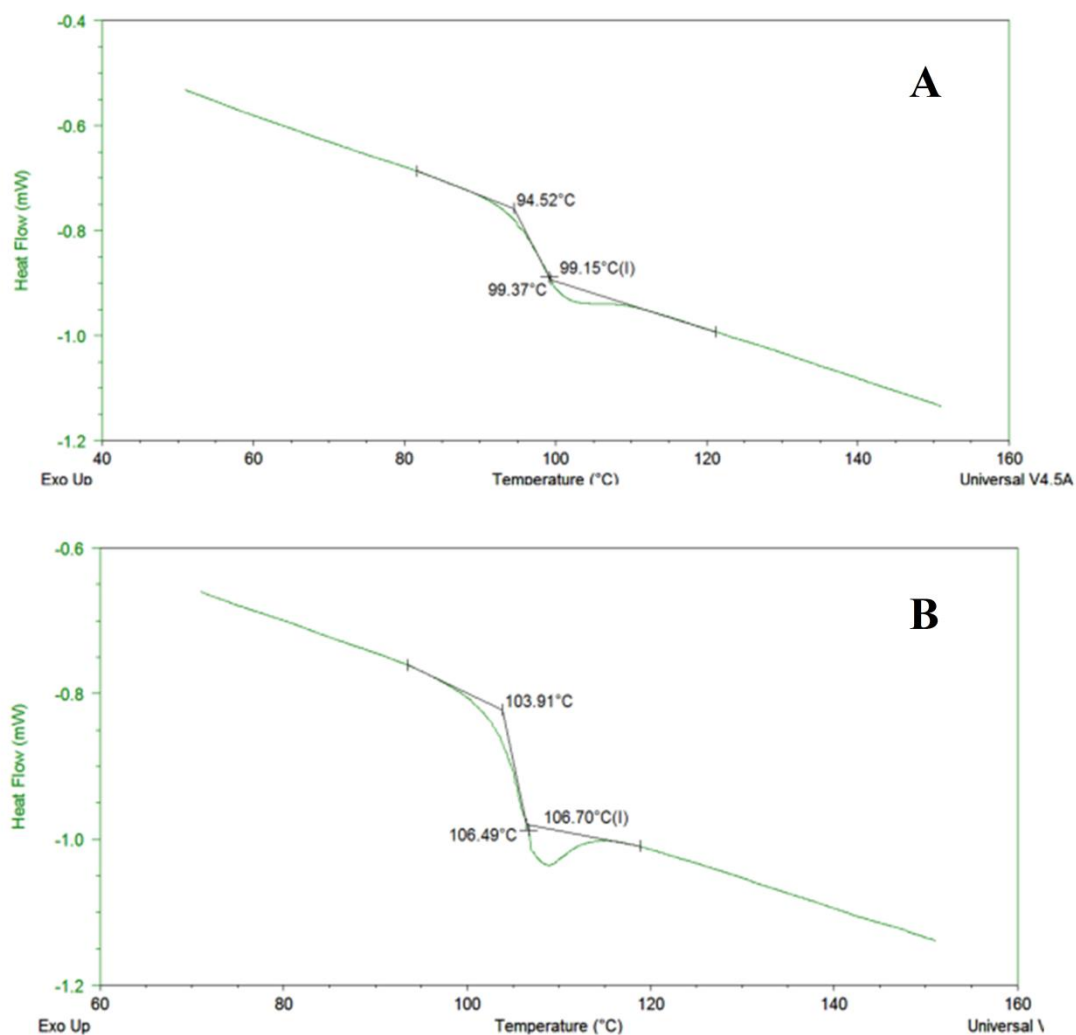 A
-0.4
-0.6
-0.8
-1.0
-1.2
Heat Flow (mW)
94.52°C
99.15°C(I)
99.37°C
40
60
80
100
120
140
160
Exo Up
Temperature (°C)
Universal V4.5A
B
-0.6
-0.8
-1.0
-1.2
Heat Flow (mW)
103.91°C
106.70°C(I)
106.49°C
60
80
100
120
140
160
Exo Up
Temperature (°C)
Universal